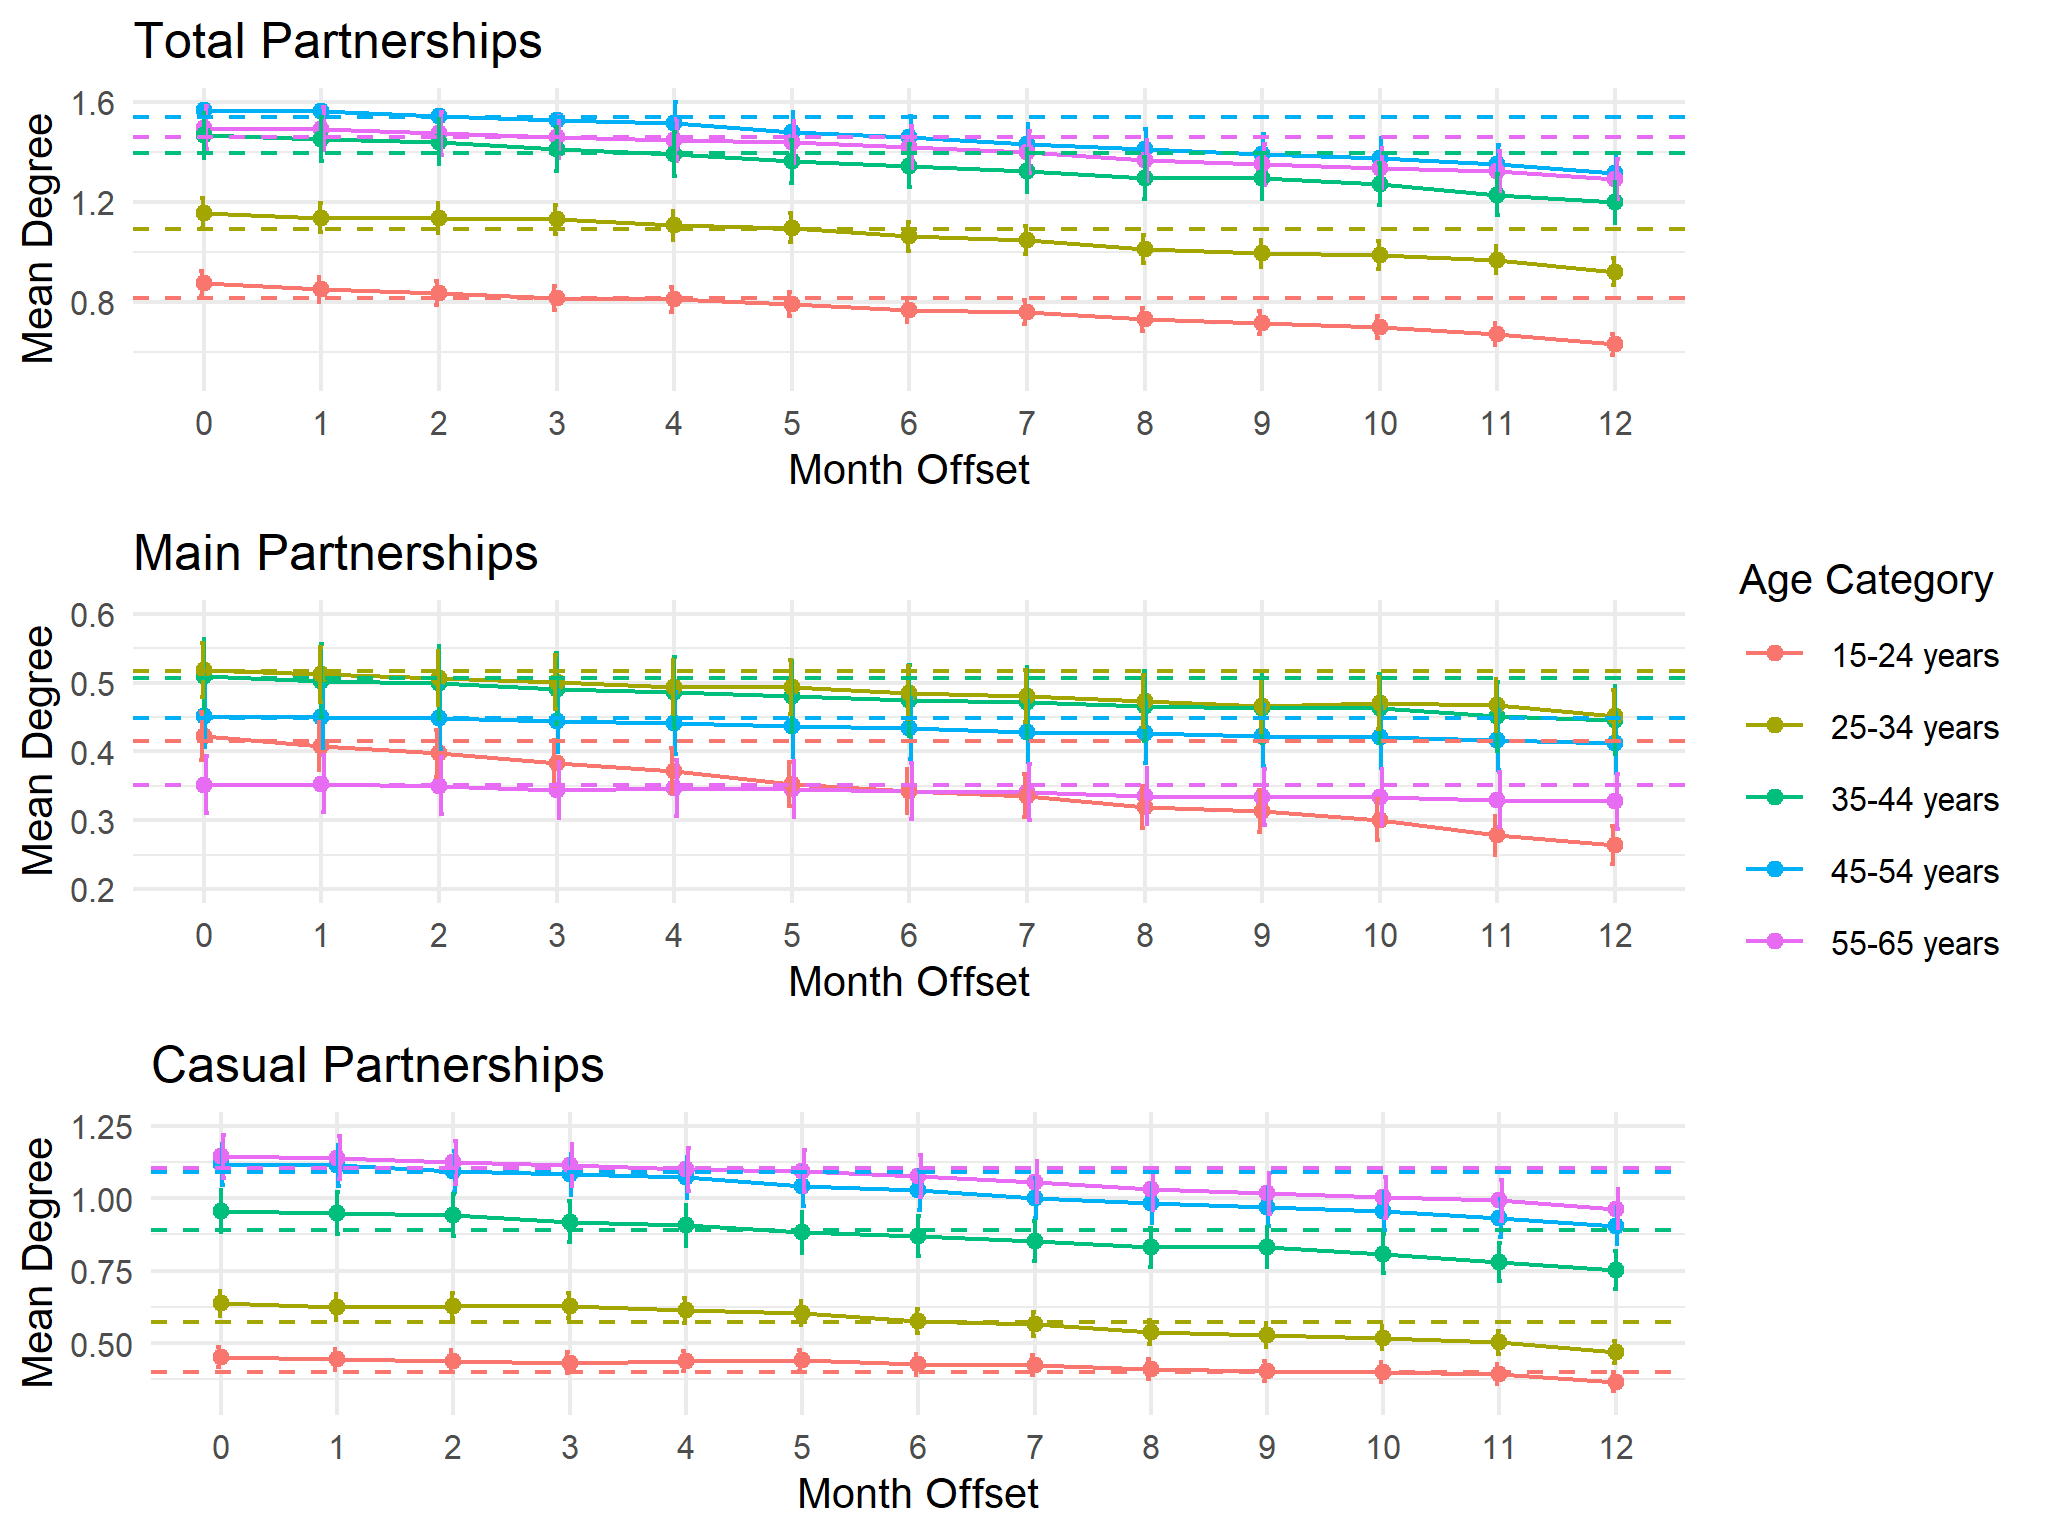 Total Partnerships
Mean Degree
1.6
1.2
0.8
0 1 2 3 4 5 6 7 8 9 10 11 12
Month Offset
Main Partnerships
Mean Degree
0.6
0.5
0.4
0.3
0.2
0 1 2 3 4 5 6 7 8 9 10 11 12
Month Offset
Age Category
15-24 years
25-34 years
35-44 years
45-54 years
55-65 years
Casual Partnerships
Mean Degree
1.25
1.00
0.75
0.50
0 1 2 3 4 5 6 7 8 9 10 11 12
Month Offset